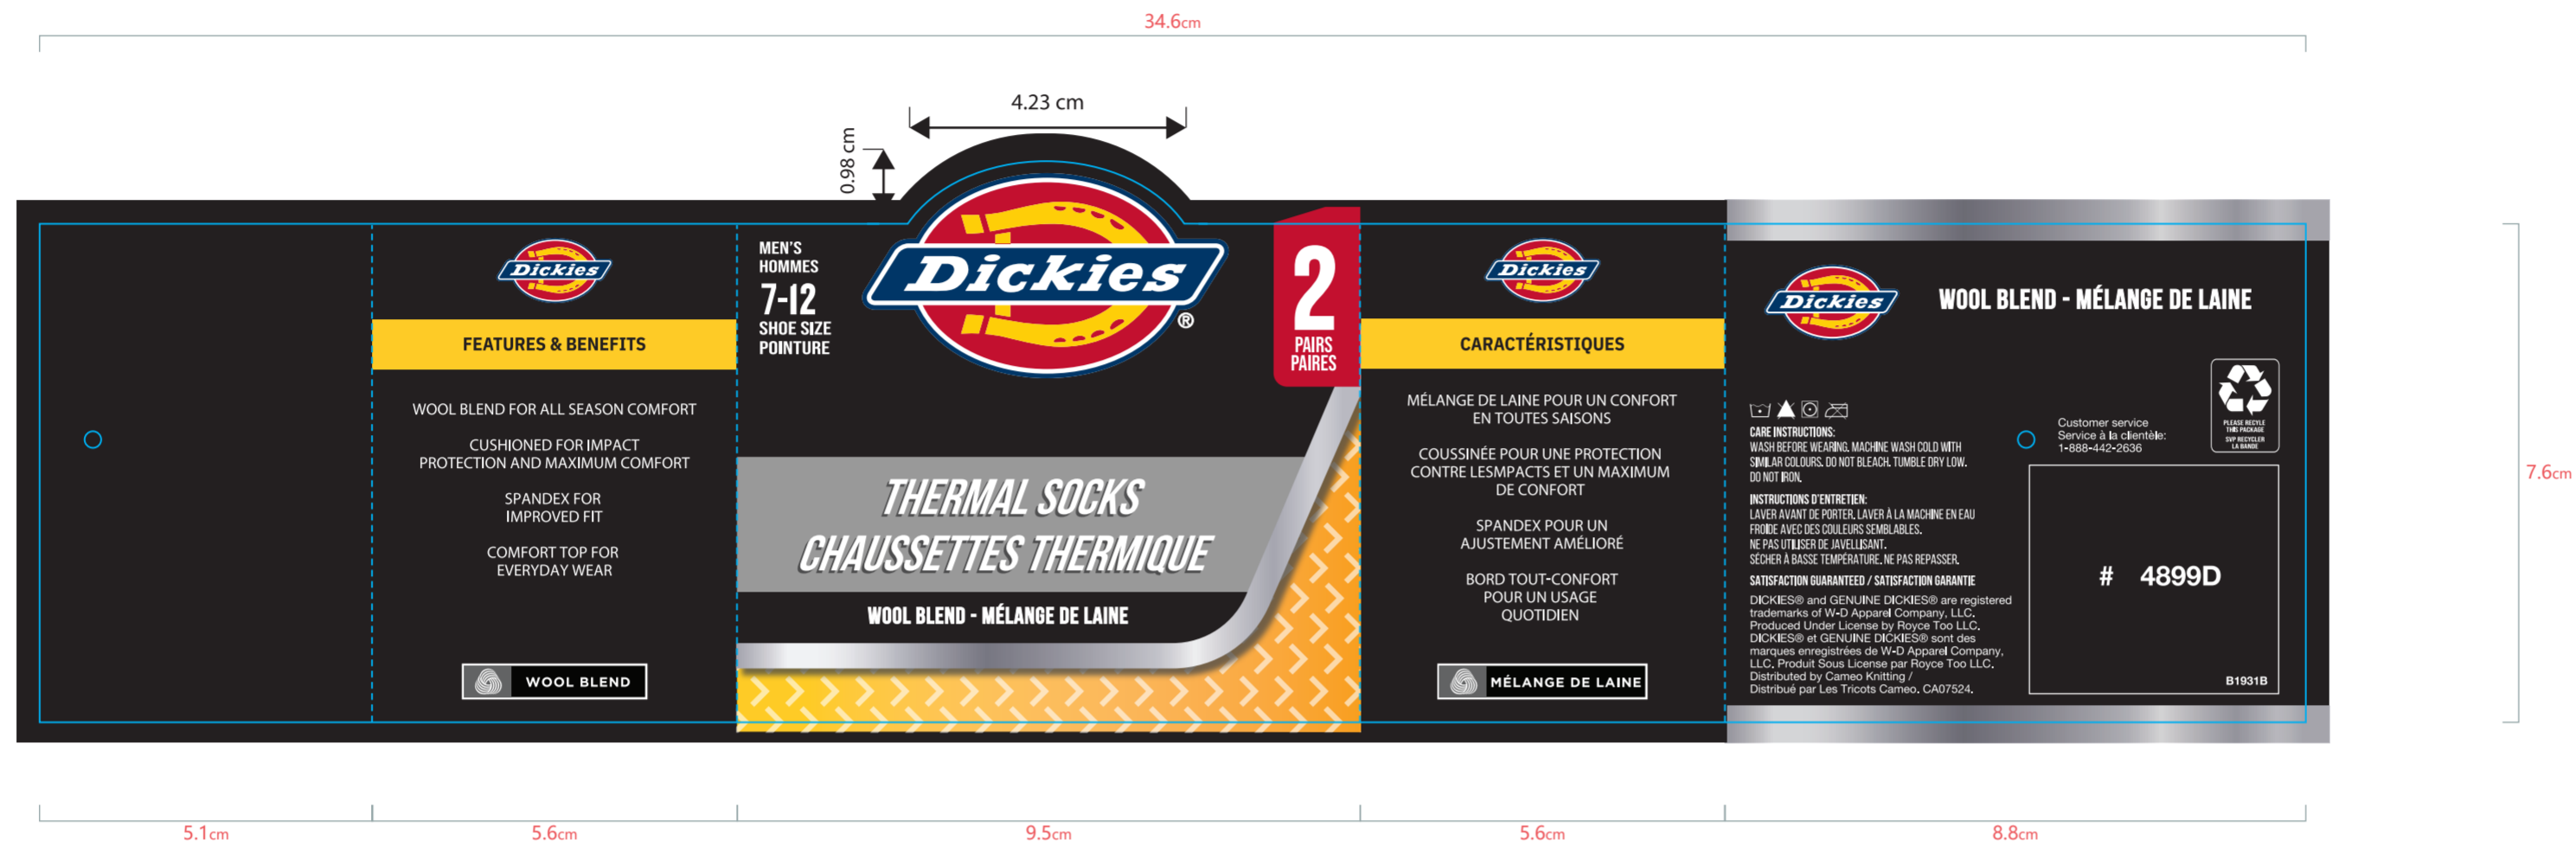 34.6cm
4.23 cm
0.98 cm
Dickies
FEATURES & BENEFITS
WOOL BLEND FOR ALL SEASON COMFORT
CUSHIONED FOR IMPACT
PROTECTION AND MAXIMUM COMFORT
SPANDEX FOR
IMPROVED FIT
COMFORT TOP FOR
EVERYDAY WEAR
WOOL BLEND
MEN'S
HOMMES
7-12
SHOE SIZE
POINTURE
Dickies
®
2
PAIRS
PAIRES
THERMAL SOCKS
CHAUSSETTES THERMIQUE
WOOL BLEND - MÉLANGE DE LAINE
Dickies
CARACTÉRISTIQUES
MÉLANGE DE LAINE POUR UN CONFORT
EN TOUTES SAISONS
COUSSINÉE POUR UNE PROTECTION
CONTRE LESMPACTS ET UN MAXIMUM
DE CONFORT
SPANDEX POUR UN
AJUSTEMENT AMÉLIORÉ
BORD TOUT-CONFORT
POUR UN USAGE
QUOTIDIEN
MÉLANGE DE LAINE
Dickies
WOOL BLEND - MÉLANGE DE LAINE
CARE INSTRUCTIONS:
WASH BEFORE WEARING. MACHINE WASH COLD WITH
SIMILAR COLOURS. DO NOT BLEACH. TUMBLE DRY LOW.
DO NOT IRON.
INSTRUCTIONS D'ENTRETIEN:
LAVER AVANT DE PORTER. LAVER À LA MACHINE EN EAU
FROIDE AVEC DES COULEURS SEMBLABLES.
NE PAS UTILISER DE JAVELLISANT.
SÉCHER À BASSE TEMPÉRATURE. NE PAS REPASSER.
SATISFACTION GUARANTEED / SATISFACTION GARANTIE
DICKIES® and GENUINE DICKIES® are registered
trademarks of W-D Apparel Company, LLC.
Produced Under License by Royce Too LLC.
DICKIES® et GENUINE DICKIES® sont des
marques enregistrées de W-D Apparel Company,
LLC. Produit Sous License par Royce Too LLC.
Distributed by Cameo Knitting /
Distribué par Les Tricots Cameo. CA07524.
Customer service
Service à la clientèle:
1-888-442-2636
PLEASE RECYLE
THIS PACKAGE
SVP RECYCLER
LA BANDE
# 4899D
B1931B
7.6cm
5.1cm
5.6cm
9.5cm
5.6cm
8.8cm